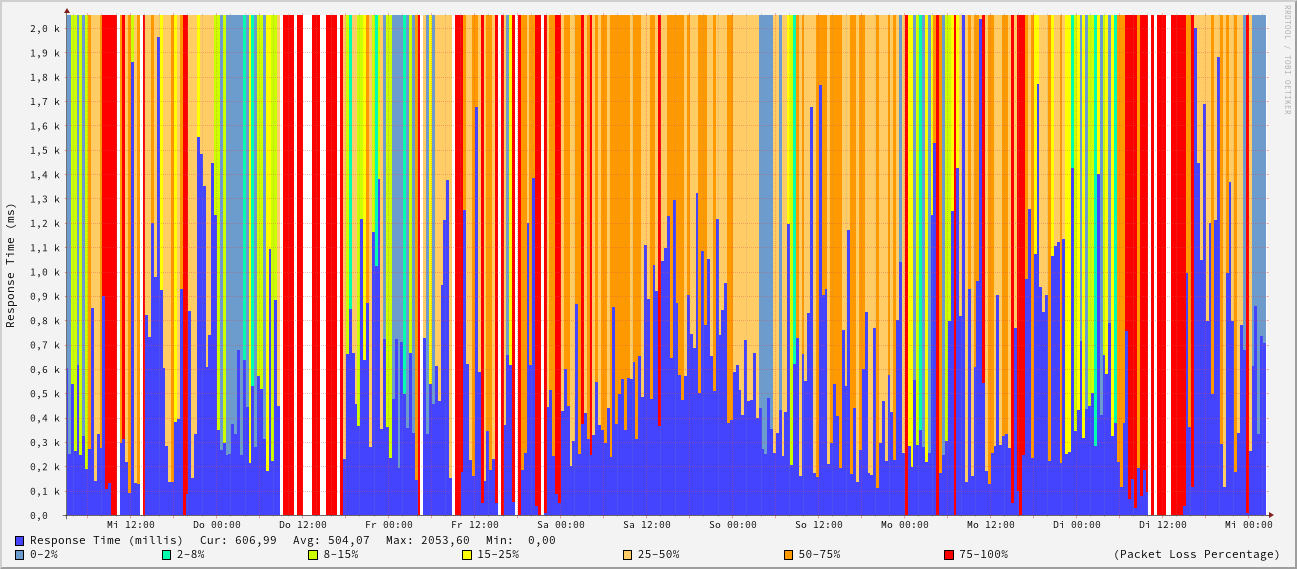 RRDTOOL / TOBI OETIKER
Response Time (ms)
2,0 k
1,9 k
1,8 k
1,7 k
1,6 k
1,5 k
1,4 k
1,3 k
1,2 k
1,1 k
1,0 k
0,9 k
0,8 k
0,7 k
0,6 k
0,5 k
0,4 k
0,3 k
0,2 k
0,1 k
0,0
Mi 12:00 Do 00:00 Do 12:00 Fr 00:00 Fr 12:00 Sa 00:00 Sa 12:00 So 00:00 So 12:00 Mo 00:00 Mo 12:00 Di 00:00 Di 12:00 Mi 00:00
Response Time (millis) Cur: 606,99 Avg: 504,07 Max: 2053,60 Min: 0,00
0-2% 2-8% 8-15% 15-25% 25-50% 50-75% 75-100% (Packet Loss Percentage)